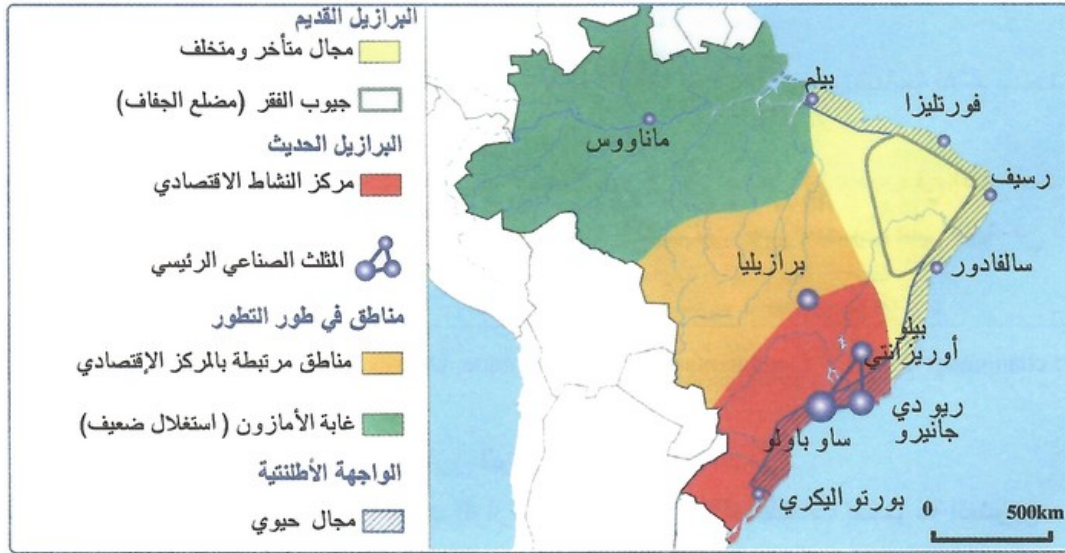 البرازيل القديم
مجال متأخر ومتخلف
جيوب الفقر (مضلع الجفاف)
البرازيل الحديث
مركز النشاط الاقتصادي
المثلث الصناعي الرئيسي
مناطق في طور التطور
مناطق مرتبطة بالمركز الإقتصادي
غابة الأمازون ( استغلال ضعيف)
الواجهة الأطلنتية
مجال حيوي
بيلم
فورتليزا
ماناووس
رسيف
سالفادور
برازيليا
بيلو
أوريزانتي
ريو دي
جانيرو
ساو باولو
بورتو اليكري
0 500km